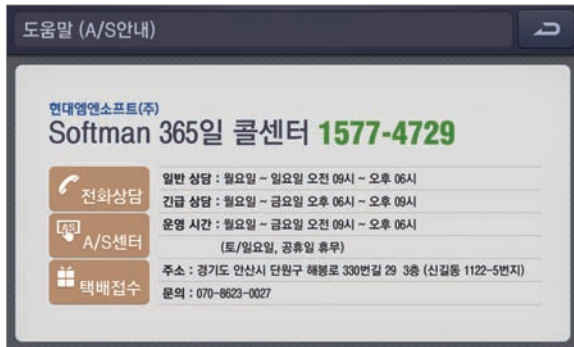 도움말 (A/S안내)
현대엠엔소프트(주)
Softman 365일 콜센터 1577-4729
전화상담
일반 상담 : 월요일 ~ 일요일 오전 09시 ~ 오후 06시
긴급 상담 : 월요일 ~ 금요일 오후 06시 ~ 오후 09시
AS
A/S센터
운영 시간 : 월요일 ~ 금요일 오전 09시 ~ 오후 06시
(토/일요일, 공휴일 휴무)
택배접수
주소 : 경기도 안산시 단원구 해봉로 330번길 29 3층 (신길동 1122-5번지)
문의 : 070-8623-0027